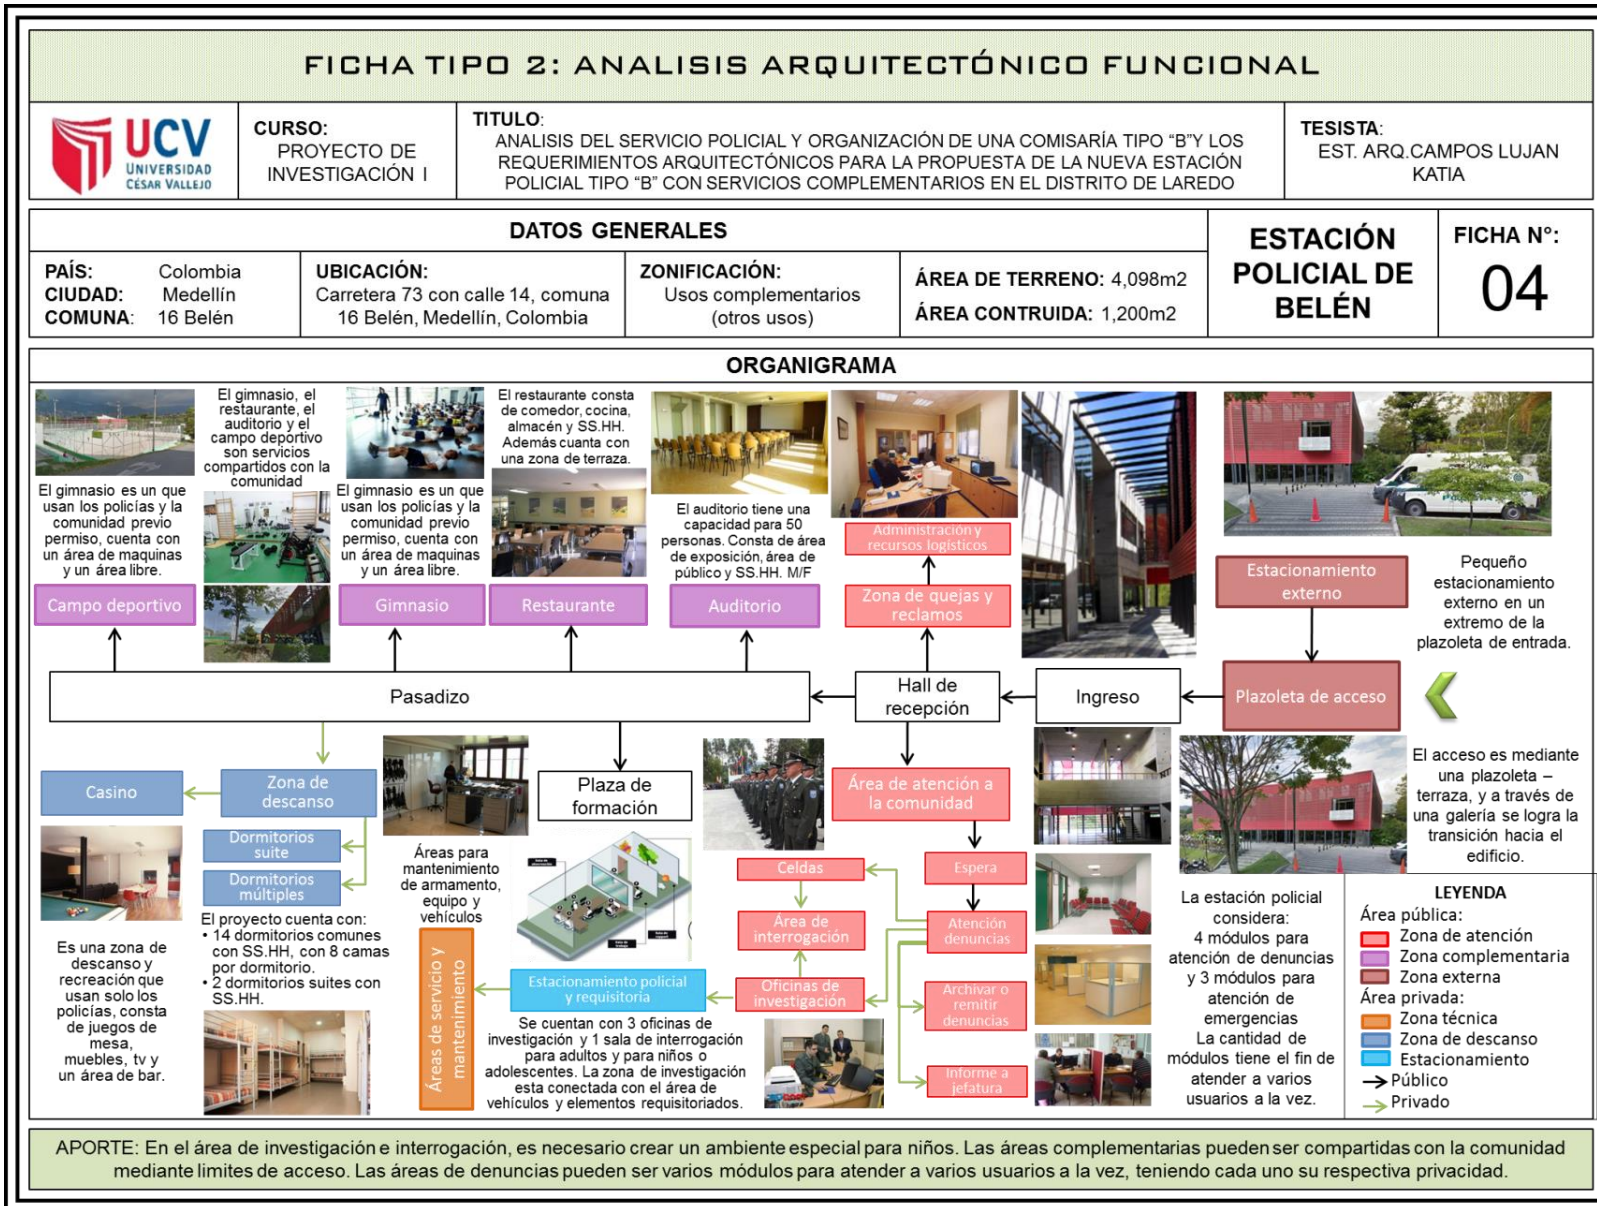 FICHA TIPO 2: ANALISIS ARQUITECTÓNICO FUNCIONAL
UCV
UNIVERSIDAD
CÉSAR VALLEJO
CURSO:
PROYECTO DE
INVESTIGACIÓN I
TITULO:
ANALISIS DEL SERVICIO POLICIAL Y ORGANIZACIÓN DE UNA COMISARÍA TIPO “B”Y LOS
REQUERIMIENTOS ARQUITECTÓNICOS PARA LA PROPUESTA DE LA NUEVA ESTACIÓN
POLICIAL TIPO “B” CON SERVICIOS COMPLEMENTARIOS EN EL DISTRITO DE LAREDO
TESISTA:
EST. ARQ.CAMPOS LUJAN
KATIA
DATOS GENERALES
PAÍS: Colombia
CIUDAD: Medellín
COMUNA: 16 Belén
UBICACIÓN:
Carretera 73 con calle 14, comuna
16 Belén, Medellín, Colombia
ZONIFICACIÓN:
Usos complementarios
(otros usos)
ÁREA DE TERRENO: 4,098m2
ÁREA CONTRUIDA: 1,200m2
ESTACIÓN
POLICIAL DE
BELÉN
FICHA N°:
04
ORGANIGRAMA
El gimnasio es un que
usan los policías y la
comunidad previo
permiso, cuenta con
un área de maquinas
y un área libre.
Campo deportivo
El gimnasio, el
restaurante, el
auditorio y el
campo deportivo
son servicios
compartidos con la
comunidad
El gimnasio es un que
usan los policías y la
comunidad previo
permiso, cuenta con
un área de maquinas
y un área libre.
Gimnasio
El restaurante consta
de comedor, cocina,
almacén y SS.HH.
Además cuanta con
una zona de terraza.
Restaurante
El auditorio tiene una
capacidad para 50
personas. Consta de área
de exposición, área de
público y SS.HH. M/F
Auditorio
Administración y
recursos logísticos
Zona de quejas y
reclamos
Estacionamiento
externo
Pequeño
estacionamiento
externo en un
extremo de la
plazoleta de entrada.
Pasadizo
Hall de
recepción
Ingreso
Plazoleta de acceso
El acceso es mediante
una plazoleta –
terraza, y a través de
una galería se logra la
transición hacia el
edificio.
Casino
Zona de
descanso
Dormitorios
suite
Dormitorios
múltiples
Es una zona de
descanso y
recreación que
usan solo los
policías, consta
de juegos de
mesa,
muebles, tv y
un área de bar.
El proyecto cuenta con:
• 14 dormitorios comunes
con SS.HH, con 8 camas
por dormitorio.
• 2 dormitorios suites con
SS.HH.
Áreas para
mantenimiento
de armamento,
equipo y
vehículos
Áreas de servicio y
mantenimiento
Plaza de
formación
Estacionamiento policial
y requisitoria
Se cuentan con 3 oficinas de
investigación y 1 sala de interrogación
para adultos y para niños o
adolescentes. La zona de investigación
esta conectada con el área de
vehículos y elementos requisitoriados.
Área de atención a
la comunidad
Celdas
Espera
Área de
interrogación
Atención
denuncias
Oficinas de
investigación
Archivar o
remitir
denuncias
Informe a
jefatura
La estación policial
considera:
4 módulos para
atención de denuncias
y 3 módulos para
atención de
emergencias
La cantidad de
módulos tiene el fin de
atender a varios
usuarios a la vez.
LEYENDA
Área pública:
Zona de atención
Zona complementaria
Zona externa
Área privada:
Zona técnica
Zona de descanso
Estacionamiento
Público
Privado
APORTE: En el área de investigación e interrogación, es necesario crear un ambiente especial para niños. Las áreas complementarias pueden ser compartidas con la comunidad
mediante limites de acceso. Las áreas de denuncias pueden ser varios módulos para atender a varios usuarios a la vez, teniendo cada uno su respectiva privacidad.